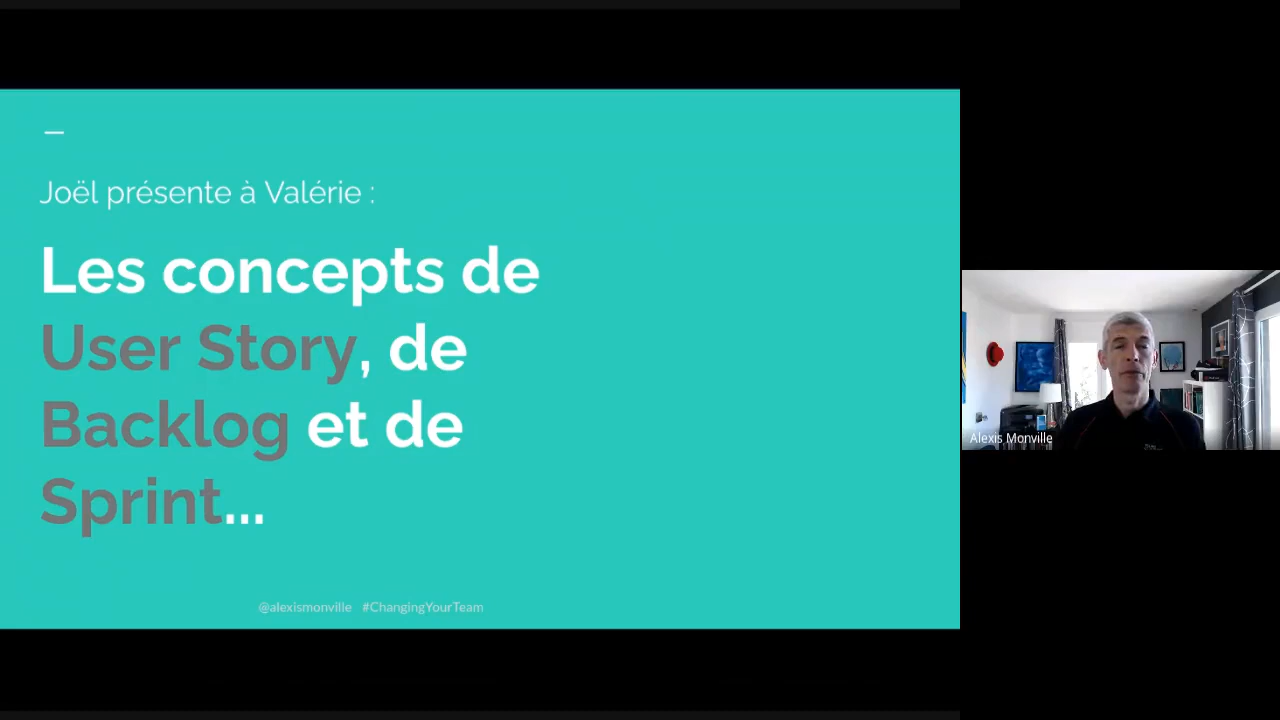 Joël présente à Valérie :
Les concepts de
User Story, de
Backlog et de
Sprint...
@alexismonville #ChangingYourTeam
Alexis Monville